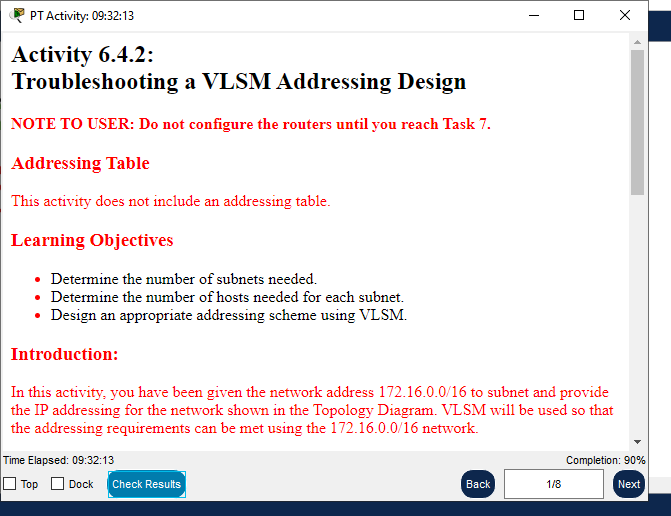 PT Activity: 09:32:13
Activity 6.4.2:
Troubleshooting a VLSM Addressing Design
NOTE TO USER: Do not configure the routers until you reach Task 7.
Addressing Table
This activity does not include an addressing table.
Learning Objectives
• Determine the number of subnets needed.
• Determine the number of hosts needed for each subnet.
• Design an appropriate addressing scheme using VLSM.
Introduction:
In this activity, you have been given the network address 172.16.0.0/16 to subnet and provide
the IP addressing for the network shown in the Topology Diagram. VLSM will be used so that
the addressing requirements can be met using the 172.16.0.0/16 network.
Time Elapsed: 09:32:13 Completion: 90%
Top Dock Check Results Back 1/8 Next